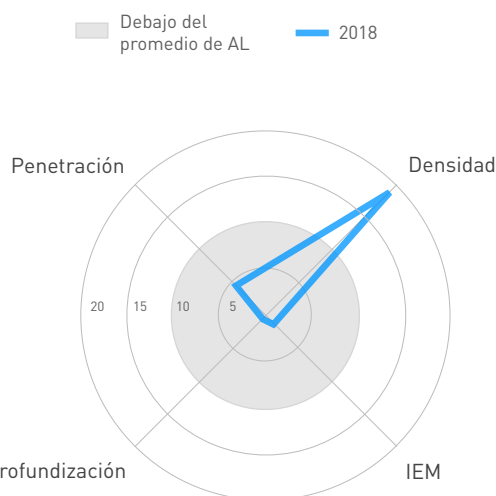 Debajo del
promedio de AL
2018
Penetración
Densidad
20 15 10 5
rofundización
IEM